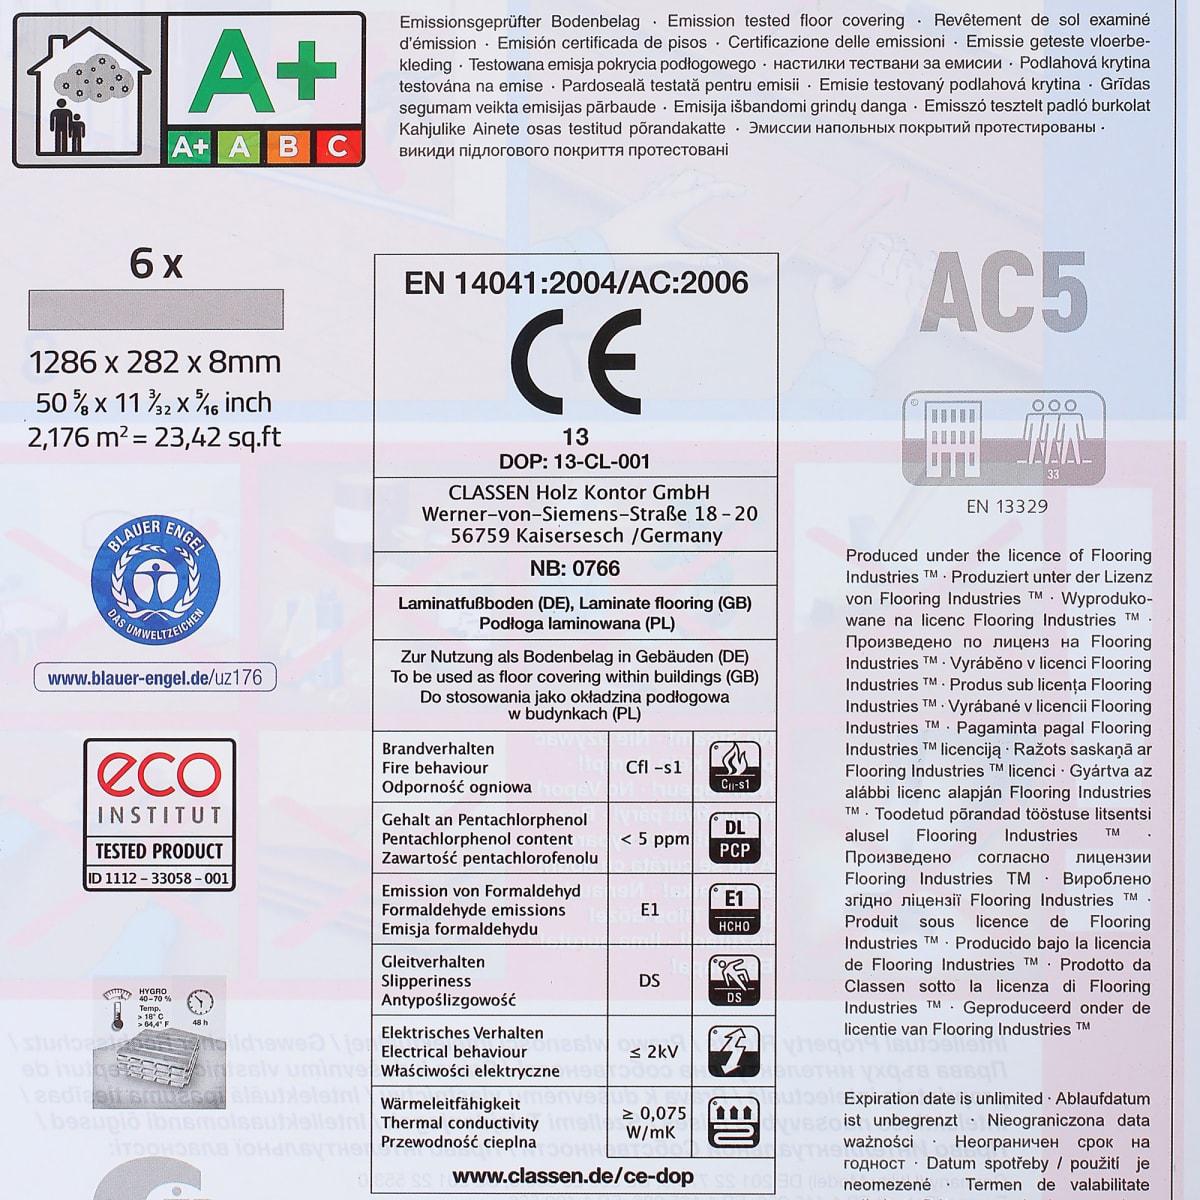 A+
A+ A B C
Emissionsgeprüfter Bodenbelag · Emission tested floor covering · Revêtement de sol examiné
d'émission · Emisión certificada de pisos · Certificazione delle emissioni · Emissie geteste vloerbe-
kleding · Testowana emisja pokrycia podłogowego · настилки тествани за емисии · Podlahová krytina
testována na emise · Pardoseală testată pentru emisii · Emisie testovaný podlahová krytina · Grīdas
segumam veikta emisijas pārbaude · Emisija išbandomi grindų danga · Emisszó tesztelt padló burkolat
Kahjulike Ainete osas testitud põrandakatte · Эмиссии напольных покрытий протестированы ·
викиди підлогового покриття протестовані
6 x
1286 x 282 x 8mm
50 ⅝ x 11 3/32 x 5/16 inch
2,176 m² = 23,42 sq.ft
BLAUER ENGEL
DAS UMWELTZEICHEN
www.blauer-engel.de/uz176
eco
INSTITUT
TESTED PRODUCT
ID 1112 – 33058 – 001
HYGRO
40–70 %
Temp.
> 18° C
> 64,4° F
48 h
EN 14041:2004/AC:2006
CE
13
DOP: 13-CL-001
CLASSEN Holz Kontor GmbH
Werner-von-Siemens-Straße 18 – 20
56759 Kaisersesch /Germany
NB: 0766
Laminatfußboden (DE), Laminate flooring (GB)
Podłoga laminowana (PL)
Zur Nutzung als Bodenbelag in Gebäuden (DE)
To be used as floor covering within buildings (GB)
Do stosowania jako okładzina podłogowa
w budynkach (PL)
Brandverhalten
Fire behaviour
Odporność ogniowa
Cfl –s1
Cfl-s1
Gehalt an Pentachlorphenol
Pentachlorphenol content
Zawartość pentachlorofenolu
< 5 ppm
DL
PCP
Emission von Formaldehyd
Formaldehyde emissions
Emisja formaldehydu
E1
E1
HCHO
Gleitverhalten
Slipperiness
Antypoślizgowość
DS
DS
Elektrisches Verhalten
Electrical behaviour
Właściwości elektryczne
≤ 2kV
Wärmeleitfähigkeit
Thermal conductivity
Przewodność cieplna
≥ 0,075
W/mK
www.classen.de/ce-dop
AC5
33
EN 13329
Produced under the licence of Flooring
Industries ™ · Produziert unter der Lizenz
von Flooring Industries ™ · Wyproduko-
wane na licenc Flooring Industries ™ ·
Произведено по лиценз на Flooring
Industries ™ · Vyráběno v licenci Flooring
Industries ™ · Produs sub licența Flooring
Industries ™ · Vyrábané v licencii Flooring
Industries ™ · Pagaminta pagal Flooring
Industries ™ licenciją · Ražots saskaņā ar
Flooring Industries ™ licenci · Gyártva az
alábbi licenc alapján Flooring Industries
™ · Toodetud põrandad tööstuse litsentsi
alusel Flooring Industries ™ ·
Произведено согласно лицензии
Flooring Industries TM · Вироблено
згідно ліцензії Flooring Industries ™ ·
Produit sous licence de Flooring
Industries ™ · Producido bajo la licencia
de Flooring Industries ™ · Prodotto da
Classen sotto la licenza di Flooring
Industries ™ · Geproduceerd onder de
licentie van Flooring Industries ™
Expiration date is unlimited · Ablaufdatum
ist unbegrenzt · Nieograniczona data
ważności · Неограничен срок на
годност · Datum spotřeby / použití je
neomezené · Termen de valabilitate